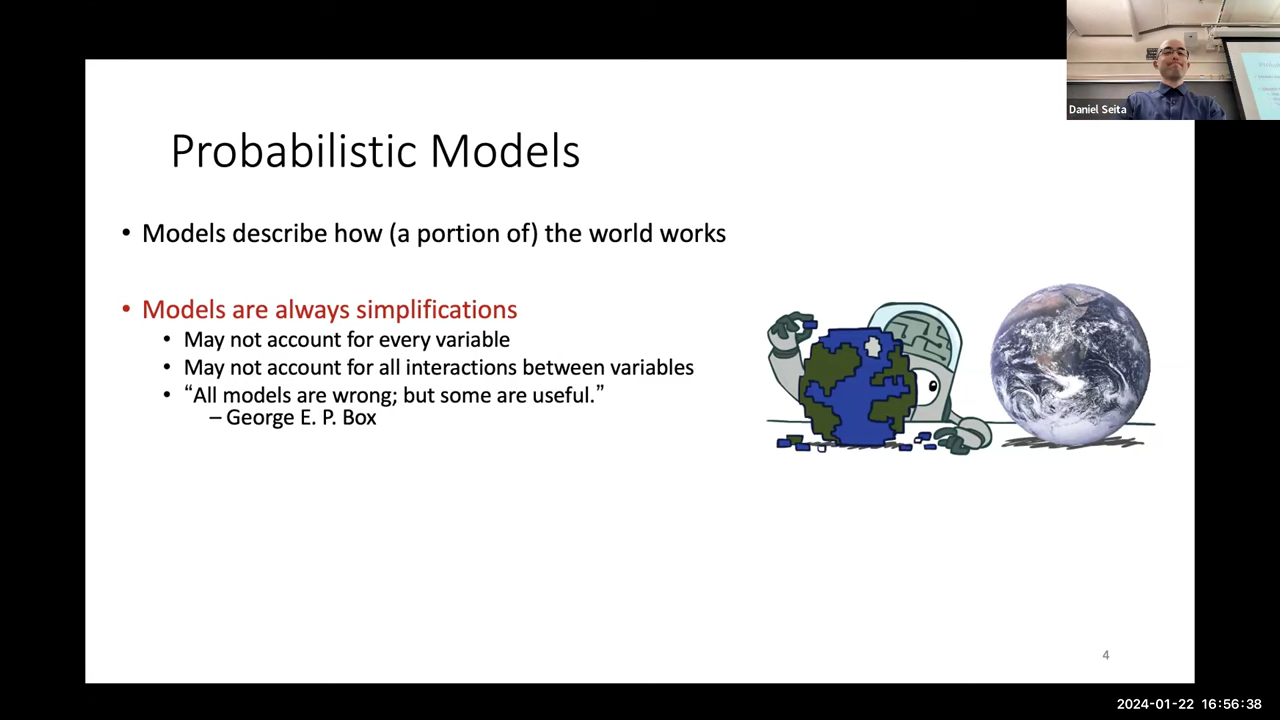 Daniel Seita
Probabilistic Models
• Models describe how (a portion of) the world works
• Models are always simplifications
• May not account for every variable
• May not account for all interactions between variables
• “All models are wrong; but some are useful.”
– George E. P. Box
4
2024-01-22 16:56:38